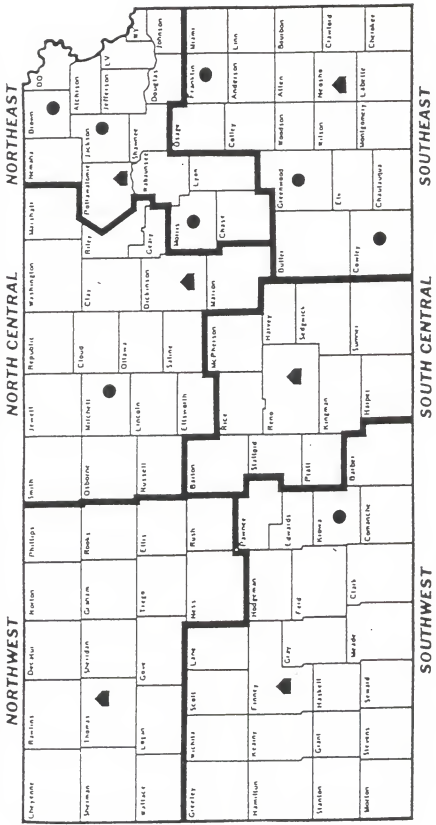 NORTHWEST
NORTH CENTRAL
NORTHEAST
Cheyenne
Rawlins
Decatur
Norton
Phillips
Smith
Jewell
Republic
Washington
Marshall
Nemaha
Brown
DO
Sherman
Thomas
Sheridan
Graham
Rooks
Osborne
Mitchell
Cloud
Clay
Riley
Pottawatomie
Jackson
Atchison
Jefferson
LV
WY
Wallace
Logan
Gove
Trego
Ellis
Russell
Lincoln
Ottawa
Saline
Dickinson
Geary
Wabaunsee
Shawnee
Douglas
Johnson
Greeley
Wichita
Scott
Lane
Ness
Rush
Barton
Ellsworth
Rice
McPherson
Marion
Morris
Chase
Lyon
Osage
Franklin
Miami
Hamilton
Kearny
Finney
Gray
Hodgeman
Ford
Pawnee
Edwards
Stafford
Reno
Harvey
Sedgwick
Butler
Greenwood
Coffey
Anderson
Linn
Woodson
Allen
Bourbon
Stanton
Grant
Haskell
Kiowa
Pratt
Kingman
Elk
Wilson
Neosho
Crawford
Morton
Stevens
Seward
Meade
Clark
Comanche
Barber
Harper
Sumner
Cowley
Chautauqua
Montgomery
Labette
Cherokee
SOUTHWEST
SOUTH CENTRAL
SOUTHEAST